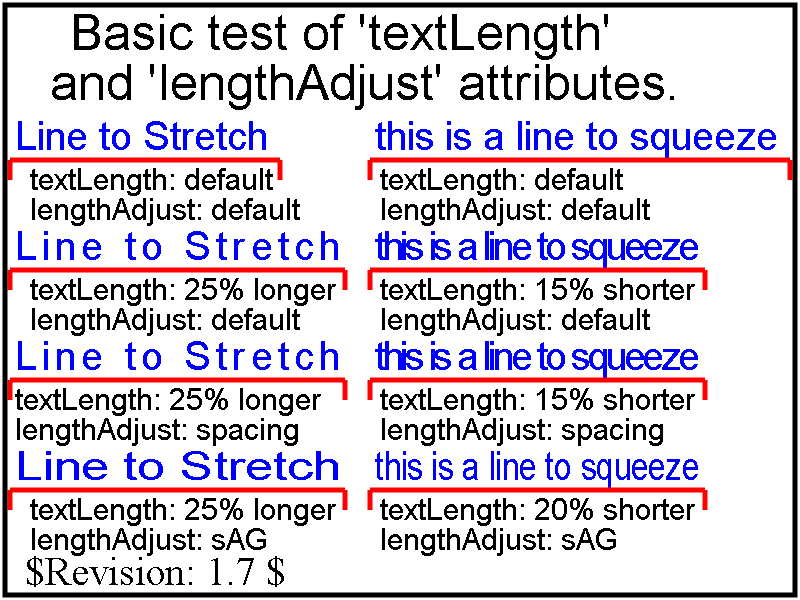 Basic test of 'textLength'
and 'lengthAdjust' attributes.
Line to Stretch
textLength: default
lengthAdjust: default
this is a line to squeeze
textLength: default
lengthAdjust: default
Line to Stretch
textLength: 25% longer
lengthAdjust: default
this is a line to squeeze
textLength: 15% shorter
lengthAdjust: default
Line to Stretch
textLength: 25% longer
lengthAdjust: spacing
this is a line to squeeze
textLength: 15% shorter
lengthAdjust: spacing
Line to Stretch
textLength: 25% longer
lengthAdjust: sAG
this is a line to squeeze
textLength: 20% shorter
lengthAdjust: sAG
$Revision: 1.7 $